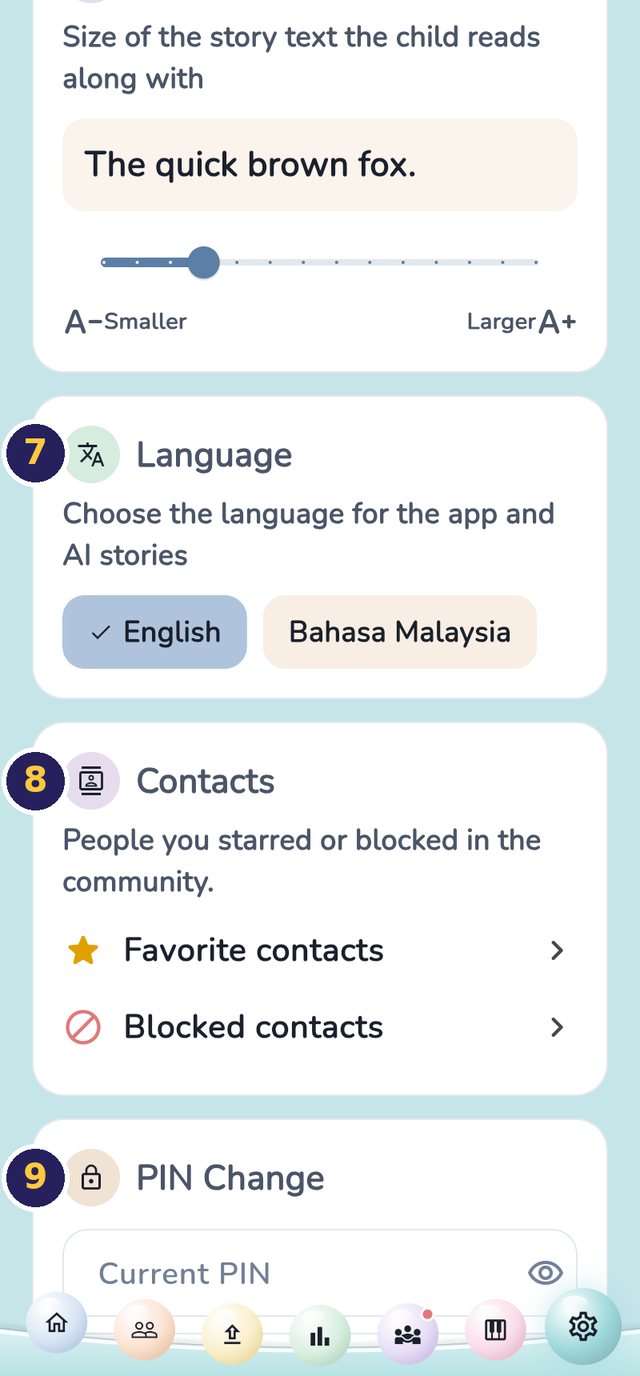 Size of the story text the child reads
along with
The quick brown fox.
A- Smaller
Larger A+
7 Language
Choose the language for the app and
AI stories
English
Bahasa Malaysia
8 Contacts
People you starred or blocked in the
community.
Favorite contacts
Blocked contacts
9 PIN Change
Current PIN